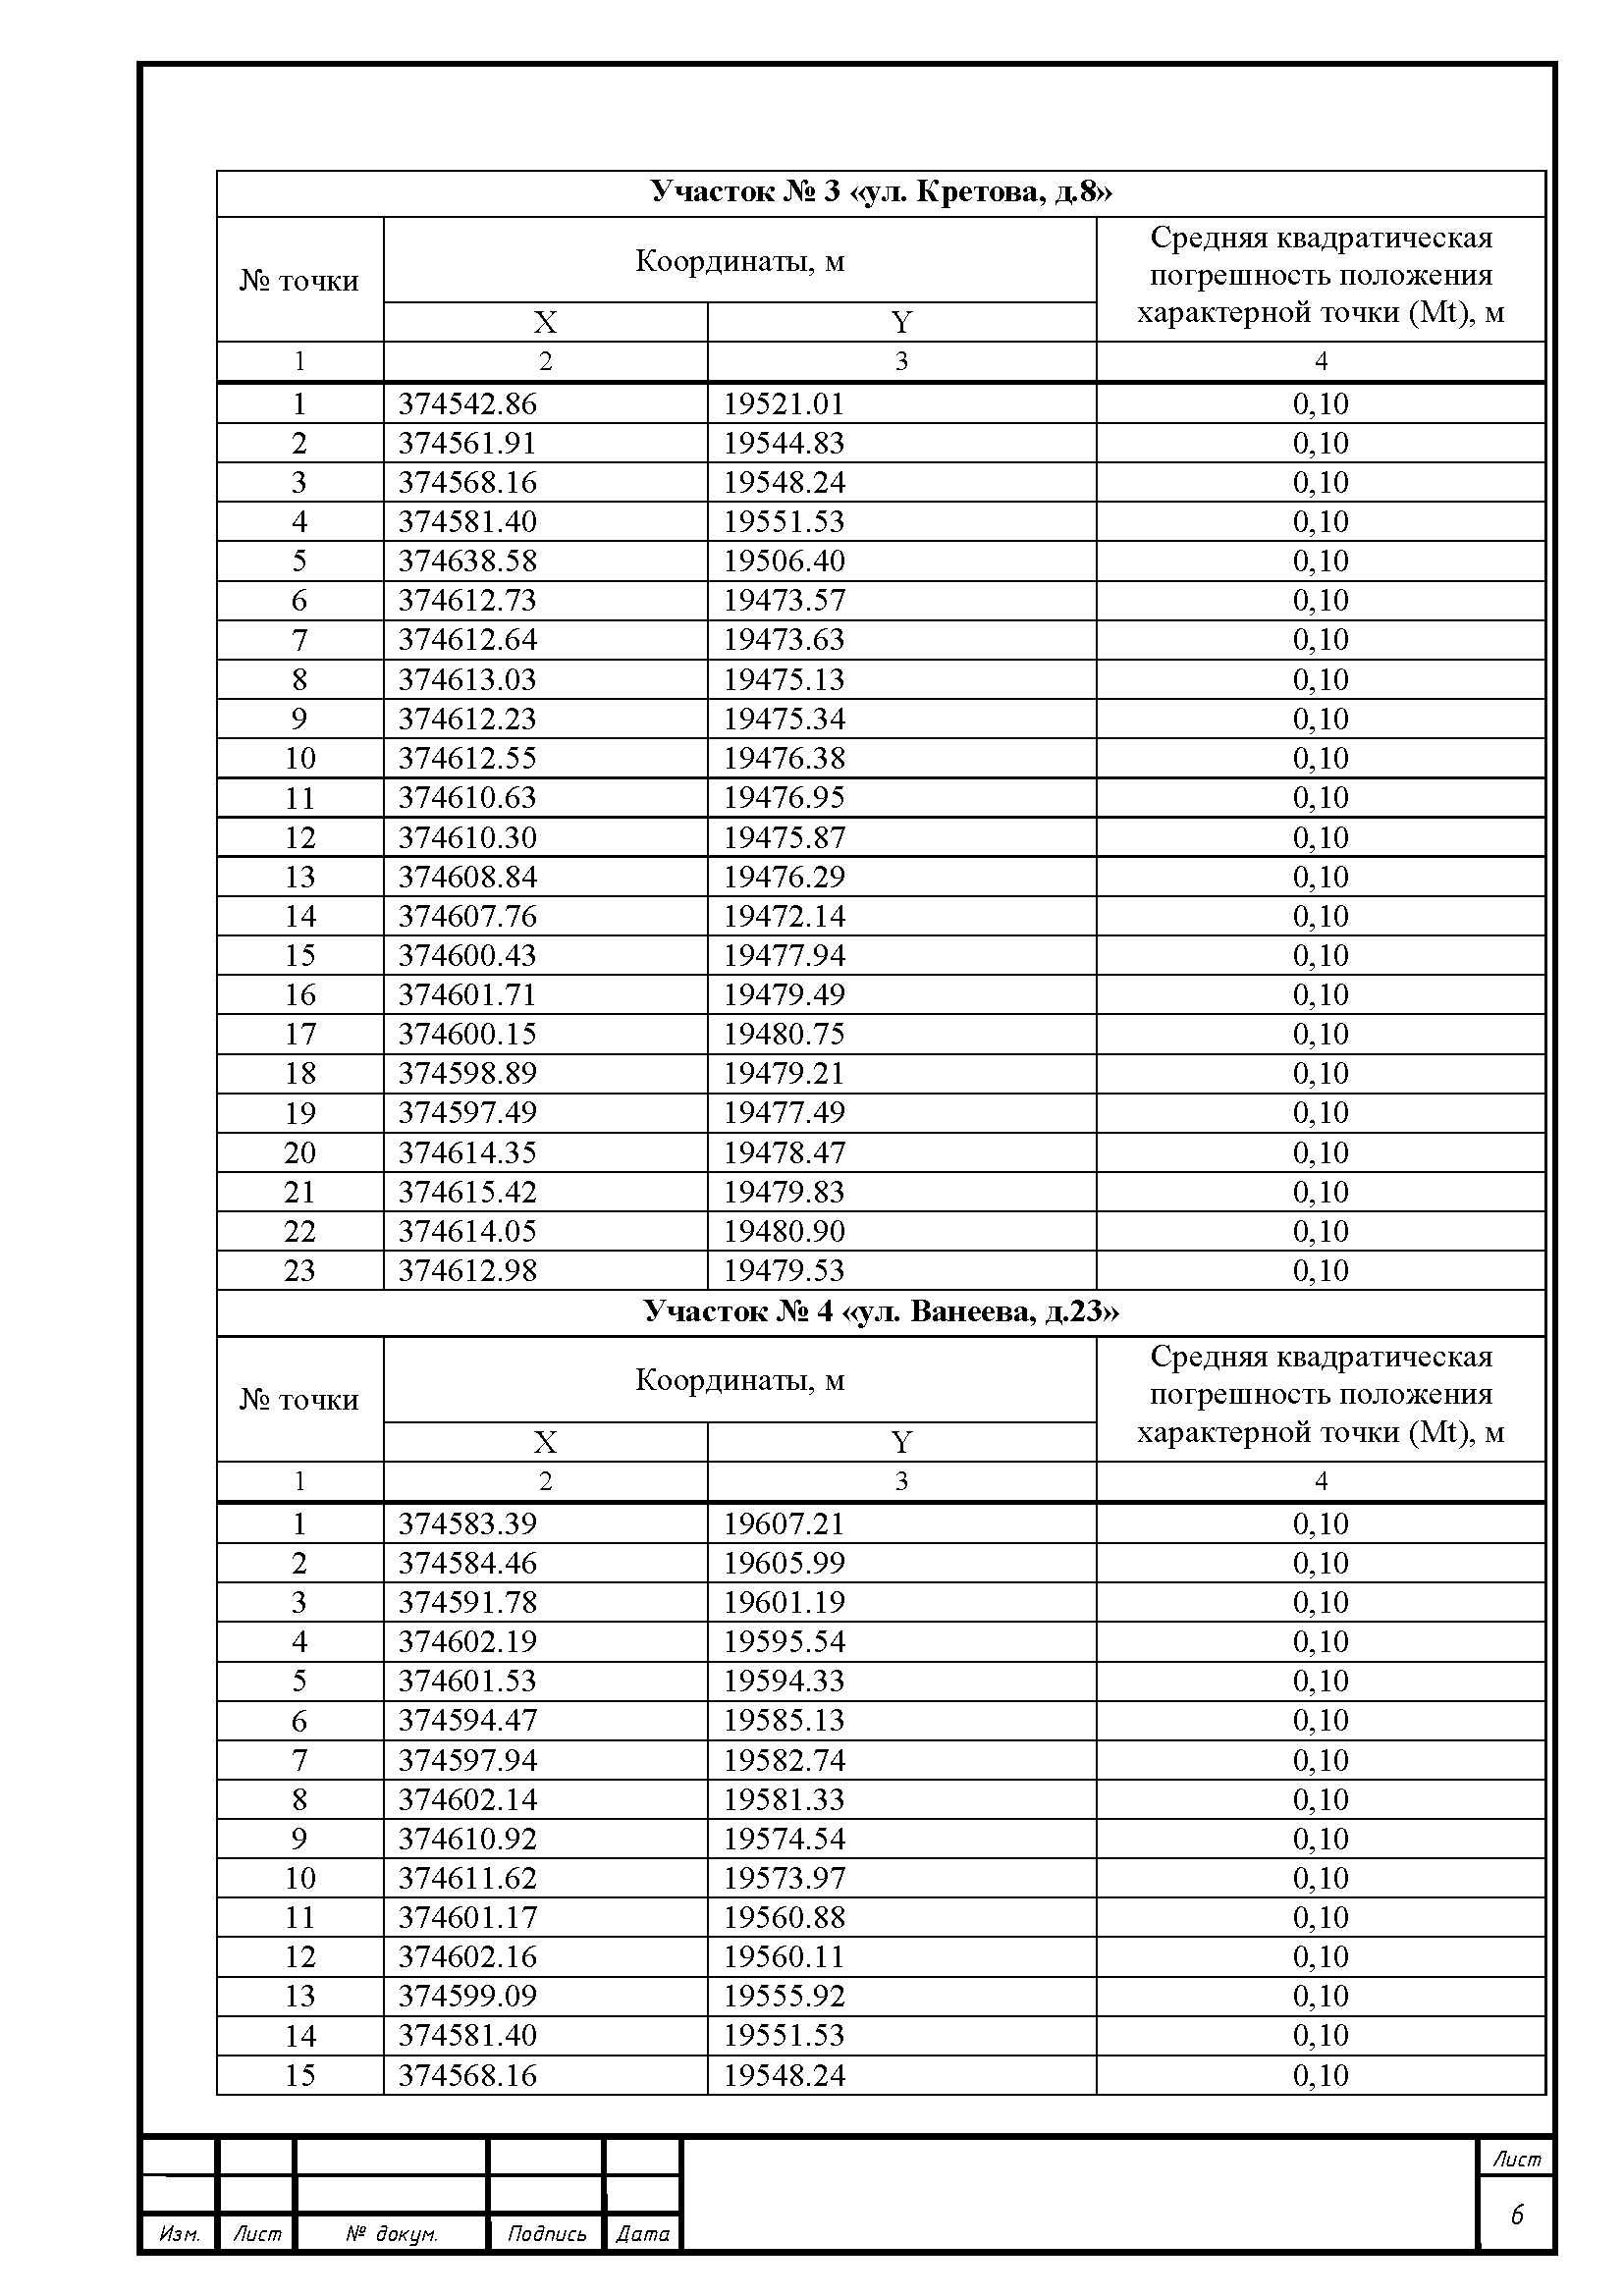 Участок № 3 «ул. Кретова, д.8»
№ точки
Координаты, м
Средняя квадратическая
погрешность положения
характерной точки (Mt), м
X Y
1 2 3 4
1 374542.86 19521.01 0,10
2 374561.91 19544.83 0,10
3 374568.16 19548.24 0,10
4 374581.40 19551.53 0,10
5 374638.58 19506.40 0,10
6 374612.73 19473.57 0,10
7 374612.64 19473.63 0,10
8 374613.03 19475.13 0,10
9 374612.23 19475.34 0,10
10 374612.55 19476.38 0,10
11 374610.63 19476.95 0,10
12 374610.30 19475.87 0,10
13 374608.84 19476.29 0,10
14 374607.76 19472.14 0,10
15 374600.43 19477.94 0,10
16 374601.71 19479.49 0,10
17 374600.15 19480.75 0,10
18 374598.89 19479.21 0,10
19 374597.49 19477.49 0,10
20 374614.35 19478.47 0,10
21 374615.42 19479.83 0,10
22 374614.05 19480.90 0,10
23 374612.98 19479.53 0,10
Участок № 4 «ул. Ванеева, д.23»
№ точки
Координаты, м
Средняя квадратическая
погрешность положения
характерной точки (Mt), м
X Y
1 2 3 4
1 374583.39 19607.21 0,10
2 374584.46 19605.99 0,10
3 374591.78 19601.19 0,10
4 374602.19 19595.54 0,10
5 374601.53 19594.33 0,10
6 374594.47 19585.13 0,10
7 374597.94 19582.74 0,10
8 374602.14 19581.33 0,10
9 374610.92 19574.54 0,10
10 374611.62 19573.97 0,10
11 374601.17 19560.88 0,10
12 374602.16 19560.11 0,10
13 374599.09 19555.92 0,10
14 374581.40 19551.53 0,10
15 374568.16 19548.24 0,10
Лист
6
Изм. Лист № докум. Подпись Дата